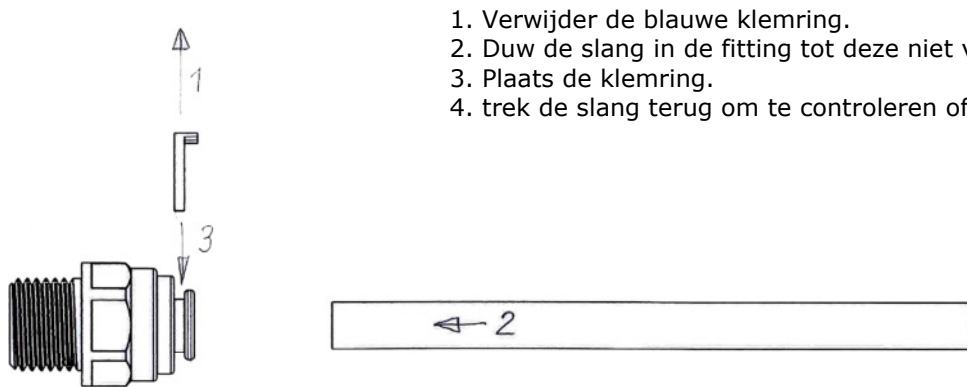 1. Verwijder de blauwe klemring.
2. Duw de slang in de fitting tot deze niet
3. Plaats de klemring.
4. trek de slang terug om te controleren of
1
3
2